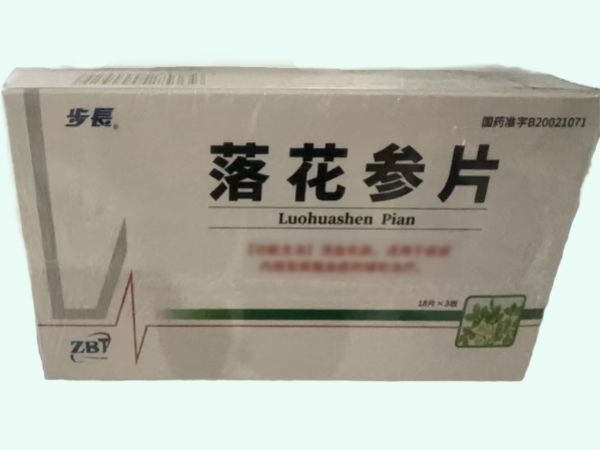 步長®
国药准字B20021071
落花参片
Luohuashen Pian
18片×3板
ZBT